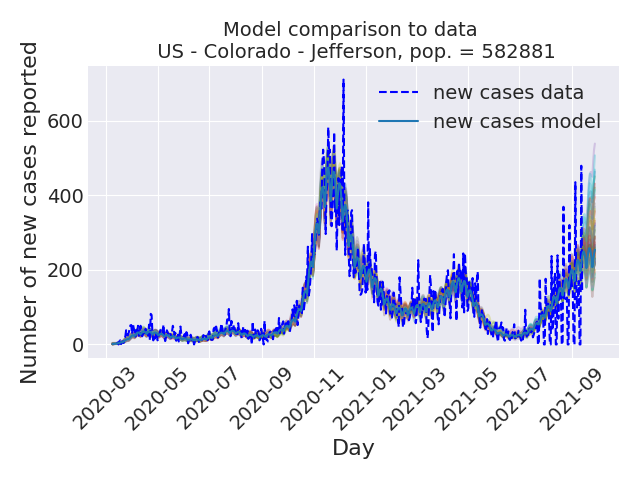 Model comparison to data
US - Colorado - Jefferson, pop. = 582881
new cases data
new cases model
Number of new cases reported
600
400
200
0
2020-03
2020-05
2020-07
2020-09
2020-11
2021-01
2021-03
2021-05
2021-07
2021-09
Day